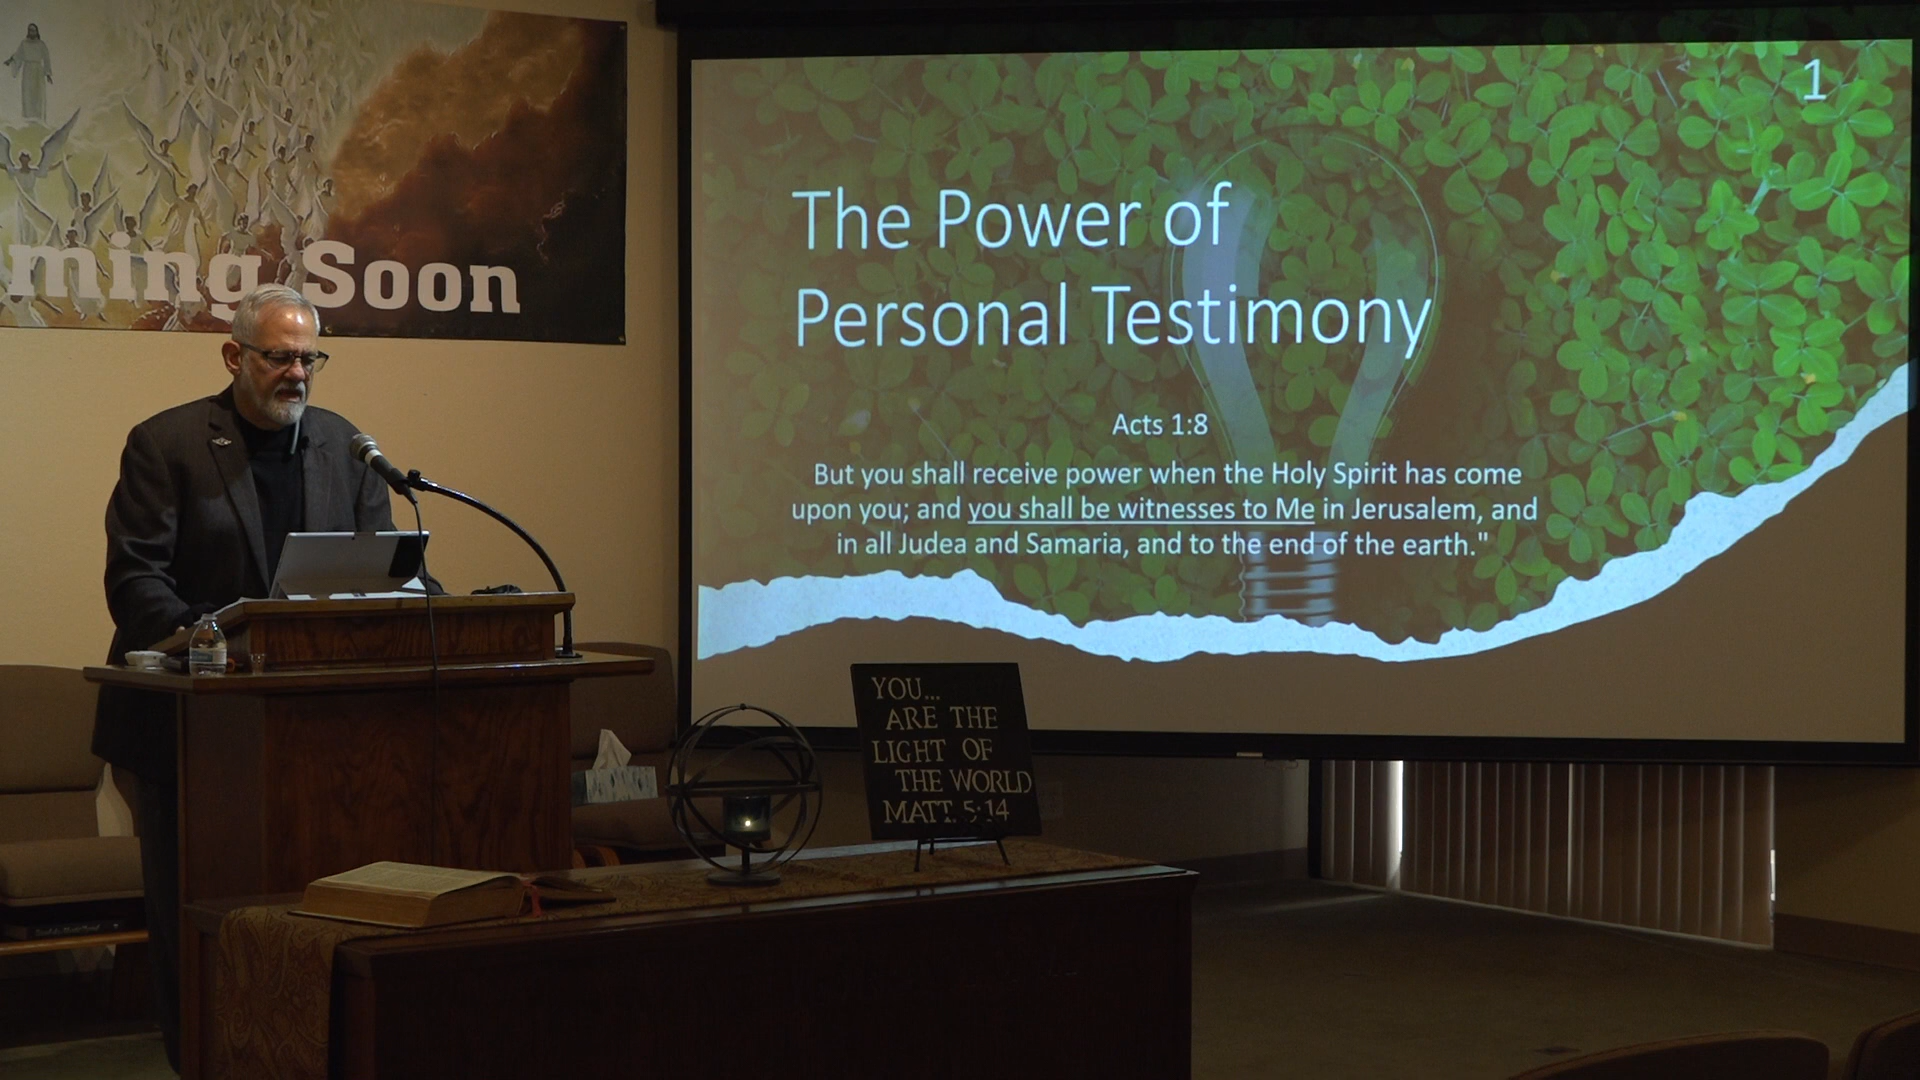 ming Soon
1
The Power of
Personal Testimony
Acts 1:8
But you shall receive power when the Holy Spirit has come
upon you; and you shall be witnesses to Me in Jerusalem, and
in all Judea and Samaria, and to the end of the earth."
YOU...
ARE THE
LIGHT OF
THE WORLD
MATT. 5:14